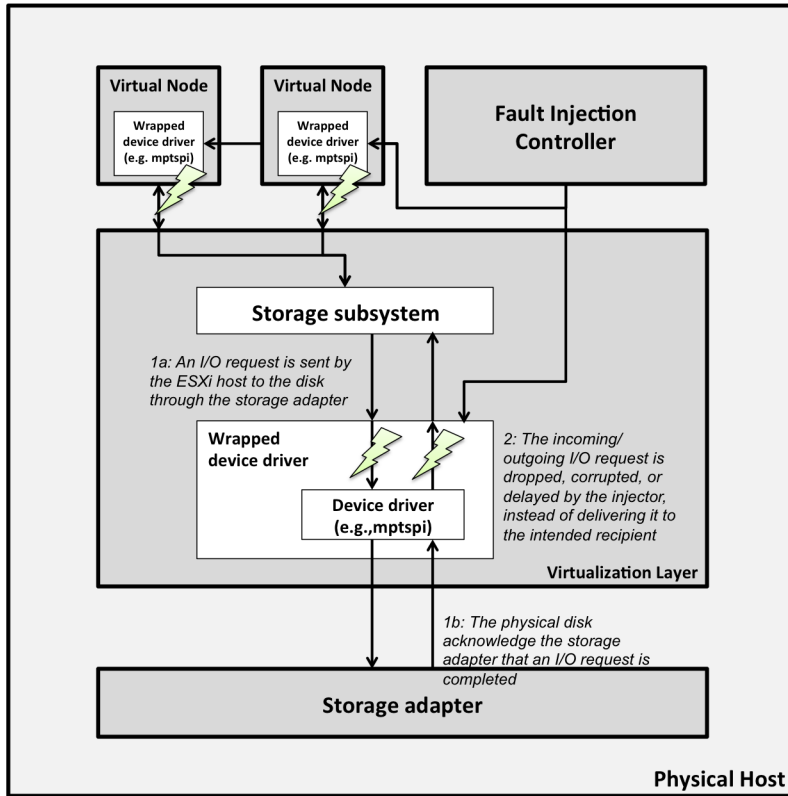 Virtual Node
Wrapped
device driver
(e.g. mptspi)
Virtual Node
Wrapped
device driver
(e.g. mptspi)
Fault Injection
Controller
Storage subsystem
1a: An I/O request is sent by
the ESXi host to the disk
through the storage adapter
Wrapped
device driver
Device driver
(e.g.,mptspi)
2: The incoming/
outgoing I/O request is
dropped, corrupted, or
delayed by the injector,
instead of delivering it to
the intended recipient
Virtualization Layer
1b: The physical disk
acknowledge the storage
adapter that an I/O request is
completed
Storage adapter
Physical Host